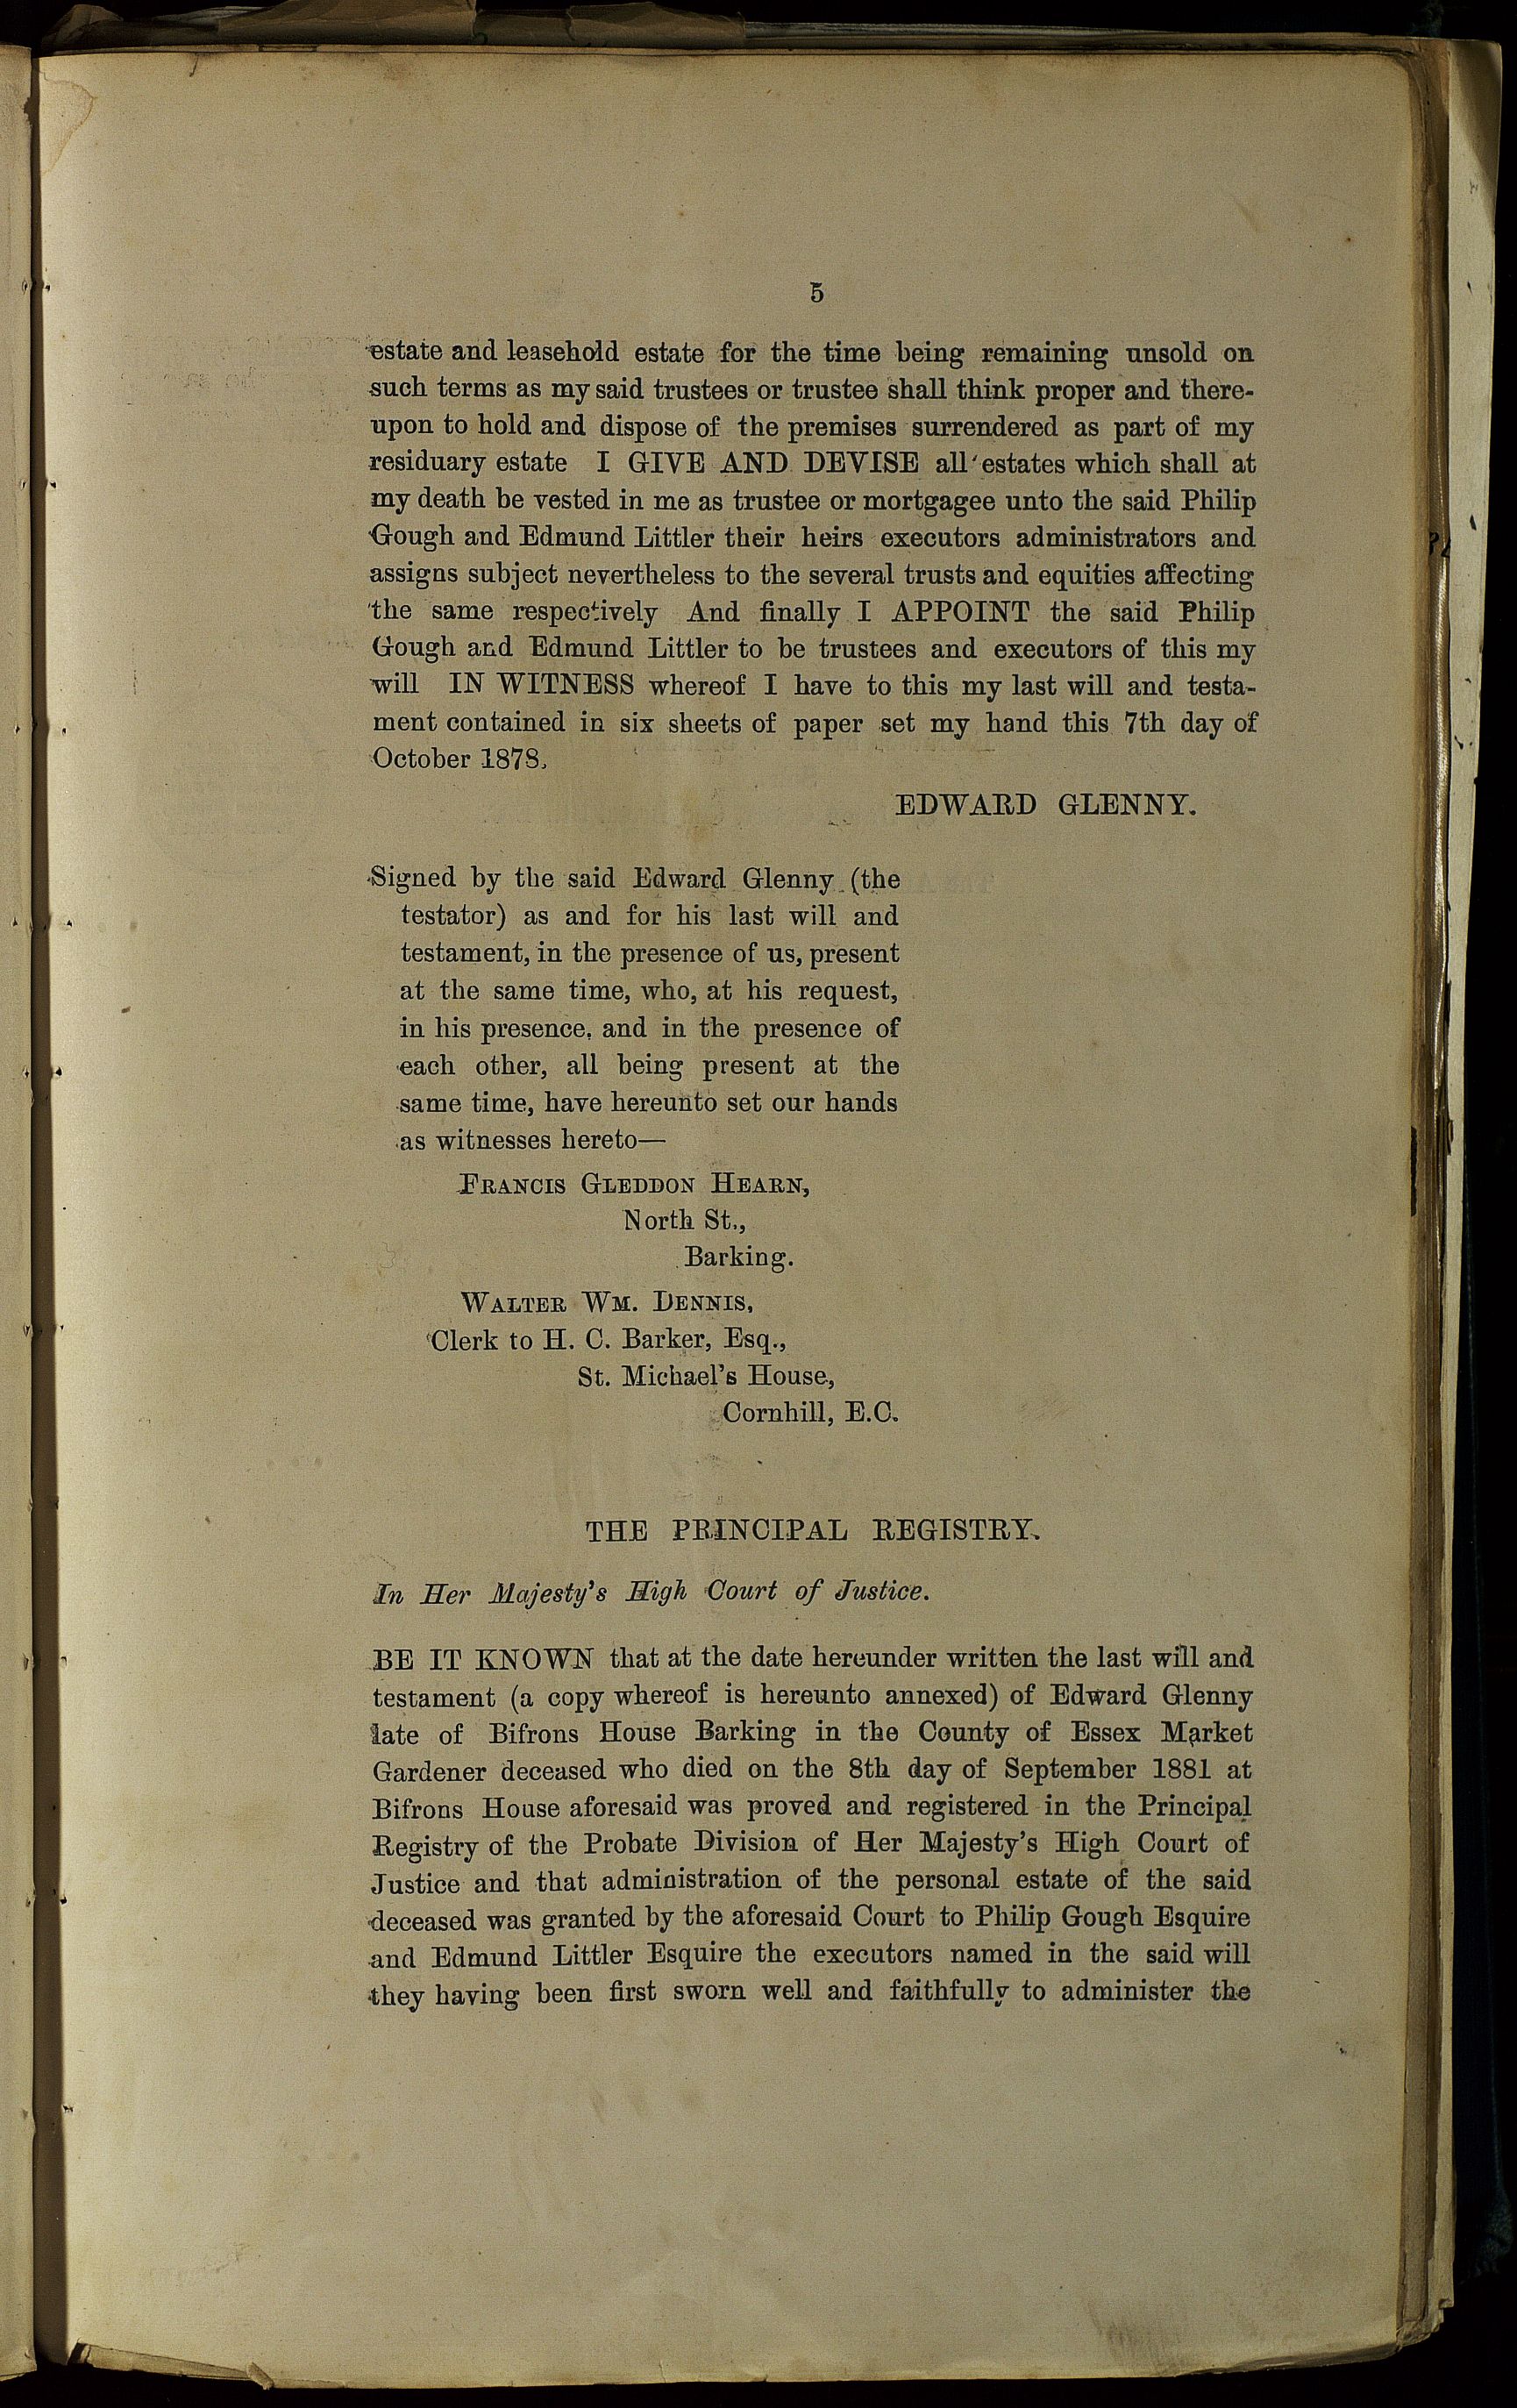 5
estate and leasehold estate for the time being remaining unsold on
such terms as my said trustees or trustee shall think proper and there-
upon to hold and dispose of the premises surrendered as part of my
residuary estate I GIVE AND DEVISE all estates which shall at
my death be vested in me as trustee or mortgagee unto the said Philip
Gough and Edmund Littler their heirs executors administrators and
assigns subject nevertheless to the several trusts and equities affecting
the same respectively And finally I APPOINT the said Philip
Gough and Edmund Littler to be trustees and executors of this my
will IN WITNESS whereof I have to this my last will and testa-
ment contained in six sheets of paper set my hand this 7th day of
October 1878.
EDWARD GLENNY.
Signed by the said Edward Glenny (the
testator) as and for his last will and
testament, in the presence of us, present
at the same time, who, at his request,
in his presence, and in the presence of
each other, all being present at the
same time, have hereunto set our hands
as witnesses hereto—
FRANCIS GLEDDON HEARN,
North St.,
Barking.
WALTER WM. DENNIS,
Clerk to H. C. Barker, Esq.,
St. Michael's House,
Cornhill, E.C.
THE PRINCIPAL REGISTRY.
In Her Majesty's High Court of Justice.
BE IT KNOWN that at the date hereunder written the last will and
testament (a copy whereof is hereunto annexed) of Edward Glenny
late of Bifrons House Barking in the County of Essex Market
Gardener deceased who died on the 8th day of September 1881 at
Bifrons House aforesaid was proved and registered in the Principal
Registry of the Probate Division of Her Majesty's High Court of
Justice and that administration of the personal estate of the said
deceased was granted by the aforesaid Court to Philip Gough Esquire
and Edmund Littler Esquire the executors named in the said will
they having been first sworn well and faithfully to administer the